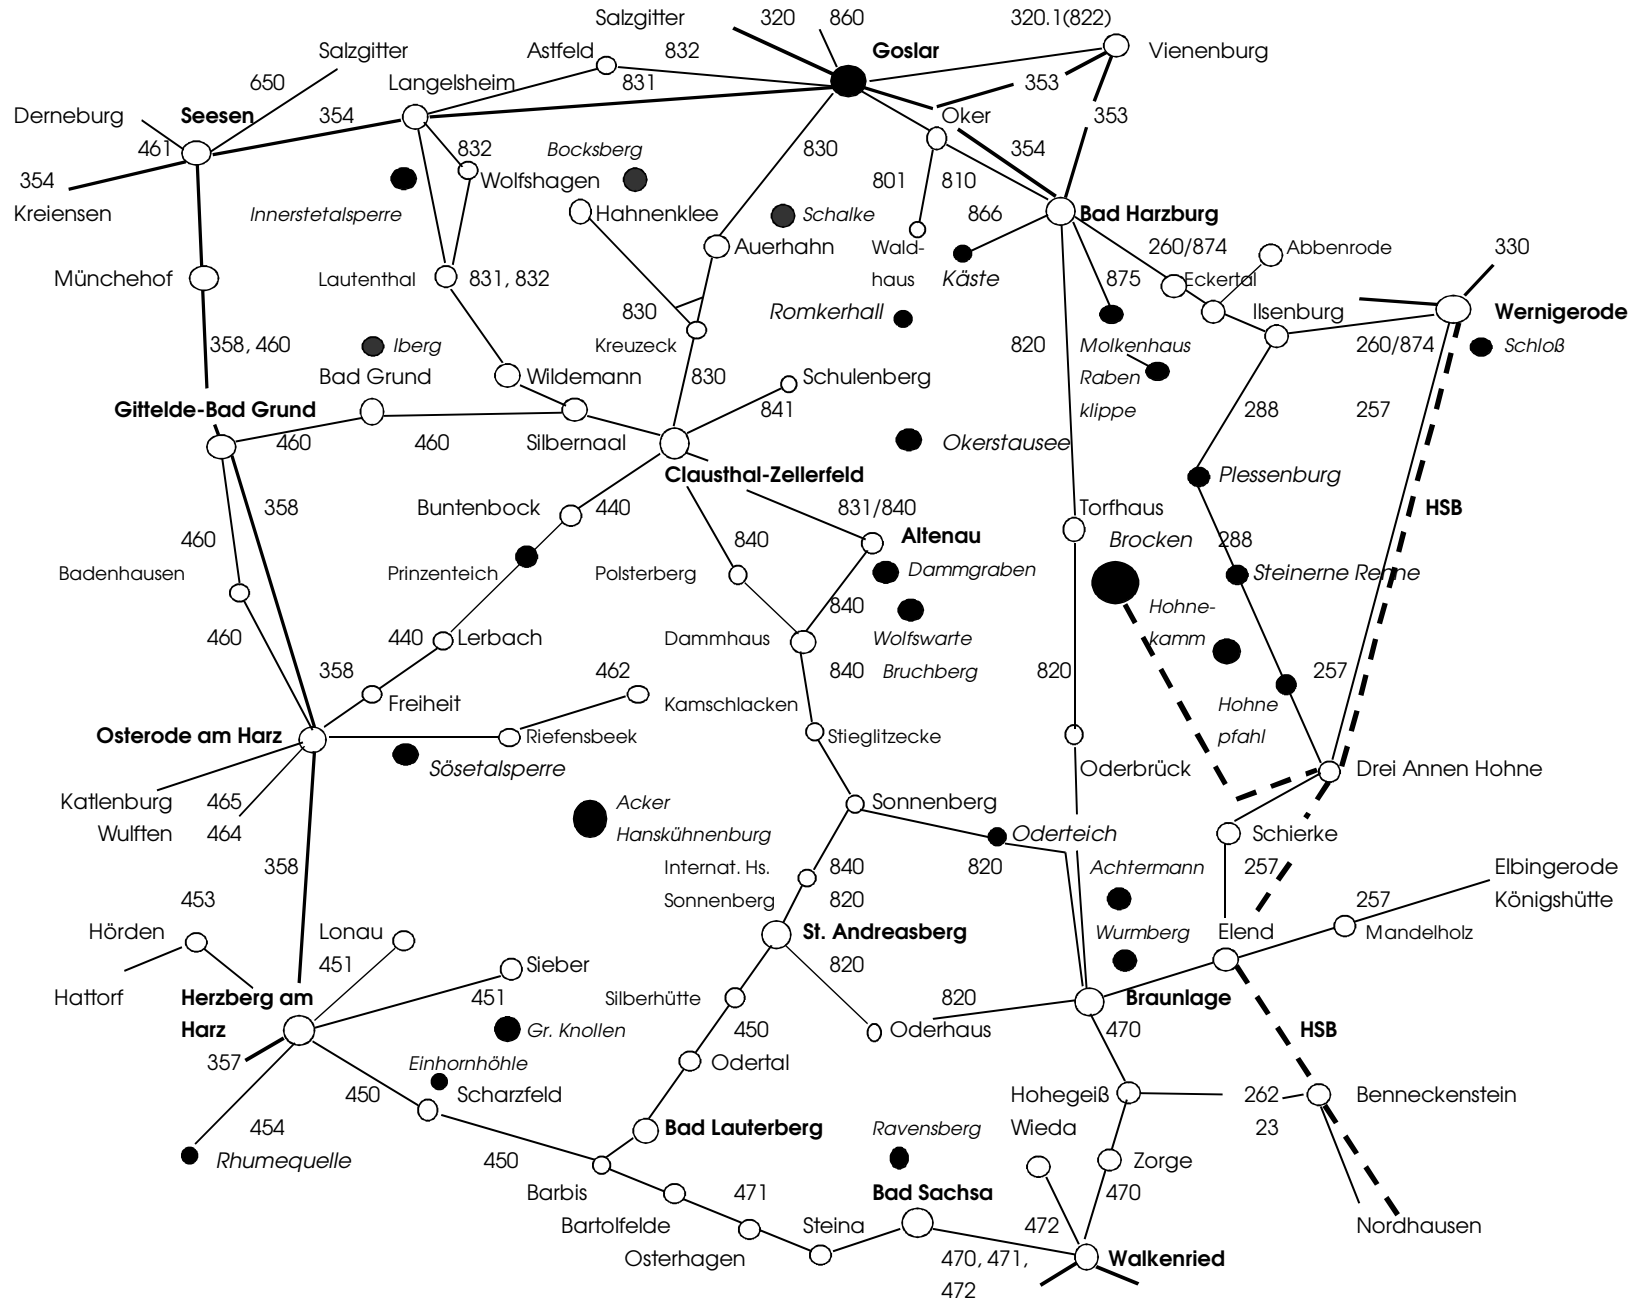 Salzgitter 320 860 320.1(822)
Salzgitter Astfeld 832 Goslar Vienenburg
650 Langelsheim 831 353
Derneburg Seesen 354 Oker 353
461 832 Bocksberg 830 354
354 Wolfshagen 801 810
Kreiensen Innerstetalsperre Hahnenklee Schalke 866 Bad Harzburg
Auerhahn Wald- 260/874 Abbenrode 330
Münchehof Lautenthal 831, 832 haus Käste 875 Eckertal
830 Romkerhall Ilsenburg Wernigerode
358, 460 Iberg Kreuzeck 820 Molkenhaus 260/874 Schloß
Bad Grund Wildemann 830 Schulenberg Raben
Gittelde-Bad Grund 841 klippe 288 257
460 460 Silbernaal Okerstausee
Clausthal-Zellerfeld Plessenburg
358 Buntenbock 440 831/840 Torfhaus HSB
460 840 Altenau Brocken 288
Badenhausen Prinzenteich Polsterberg Dammgraben Steinerne Renne
840 Hohne-
460 440 Lerbach Dammhaus Wolfswarte kamm
358 462 840 Bruchberg 820 257
Freiheit Kamschlacken Hohne
Osterode am Harz Riefensbeek Stieglitzecke pfahl
Sösetalsperre Oderbrück Drei Annen Hohne
Katlenburg 465 Acker Sonnenberg
Wulften 464 Hanskühnenburg Oderteich Schierke
358 Internat. Hs. 840 820 Achtermann 257 Elbingerode
453 Sonnenberg 820 257 Königshütte
Hörden Lonau St. Andreasberg Wurmberg Elend Mandelholz
451 Sieber 820
Hattorf Herzberg am 451 Silberhütte 820 Braunlage
Harz Gr. Knollen 450 Oderhaus 470 HSB
357 Einhornhöhle Odertal
450 Scharzfeld Hohegeiß 262 Benneckenstein
454 Bad Lauterberg Ravensberg Wieda 23
Rhumequelle 450 Zorge
Barbis 471 Bad Sachsa 470
Bartolfelde Steina 472 Nordhausen
Osterhagen 470, 471, Walkenried
472